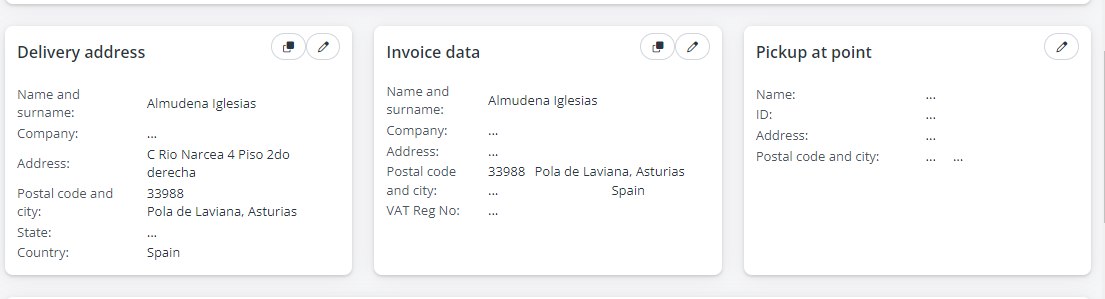 Delivery address
Name and
surname:
Almudena Iglesias
Company:
...
Address:
C Rio Narcea 4 Piso 2do
derecha
Postal code and
city:
33988
Pola de Laviana, Asturias
State:
...
Country:
Spain
Invoice data
Name and
surname:
Almudena Iglesias
Company:
...
Address:
...
Postal code
and city:
33988 Pola de Laviana, Asturias
... Spain
VAT Reg No:
...
Pickup at point
Name: ...
ID: ...
Address: ...
Postal code and city: ... ...